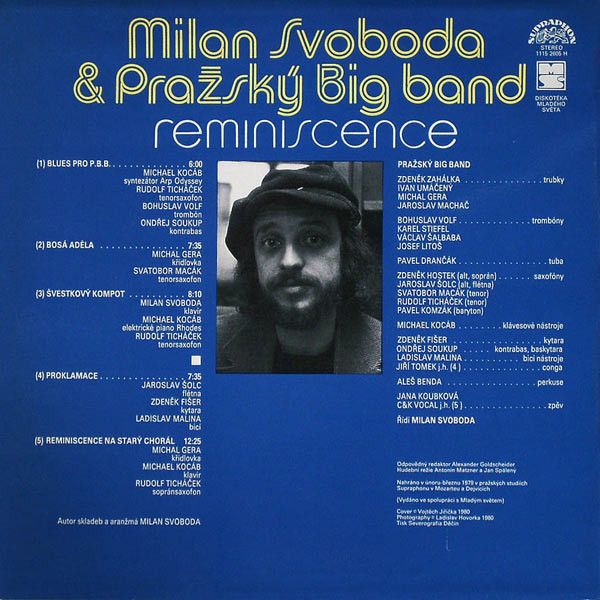 Milan Svoboda
& Pražský Big band
reminiscence
SUPRAPHON
STEREO
1115 2605 H
DISKOTÉKA
MLADÉHO
SVĚTA
(1) BLUES PRO P.B.B. . . . . . . . . . . . . . 6:00
MICHAEL KOCÁB
syntezátor Arp Odyssey
RUDOLF TICHÁČEK
tenorsaxofon
BOHUSLAV VOLF
trombón
ONDŘEJ SOUKUP
kontrabas
(2) BOSÁ ADÉLA . . . . . . . . . . . . . . 7:35
MICHAL GERA
křídlovka
SVATOBOR MACÁK
tenorsaxofon
(3) ŠVESTKOVÝ KOMPOT . . . . . . . . . . 8:10
MILAN SVOBODA
klavír
MICHAEL KOCÁB
elektrické piano Rhodes
RUDOLF TICHÁČEK
tenorsaxofon
(4) PROKLAMACE . . . . . . . . . . . . . . 7:35
JAROSLAV ŠOLC
flétna
ZDENĚK FIŠER
kytara
LADISLAV MALINA
bicí
(5) REMINISCENCE NA STARÝ CHORÁL 12:25
MICHAL GERA
křídlovka
MICHAEL KOCÁB
klavír
RUDOLF TICHÁČEK
sopránsaxofon
Autor skladeb a aranžmá MILAN SVOBODA
PRAŽSKÝ BIG BAND
ZDENĚK ZAHÁLKA . . . . . . . . . . . . . trubky
IVAN UMÁČENÝ
MICHAL GERA
JAROSLAV MACHAČ
BOHUSLAV VOLF . . . . . . . . . . . . trombóny
KAREL STIEFEL
VÁCLAV ŠALBABA
JOSEF LITOŠ
PAVEL DRANČÁK . . . . . . . . . . . . . . tuba
ZDENĚK HOSTEK (alt, soprán) . . . . . . . saxofóny
JAROSLAV ŠOLC (alt, flétna)
SVATOBOR MACÁK (tenor)
RUDOLF TICHÁČEK (tenor)
PAVEL KOMZÁK (baryton)
MICHAEL KOCÁB . . . . . . . . klávesové nástroje
ZDENĚK FIŠER . . . . . . . . . . . . . . kytara
ONDŘEJ SOUKUP . . . . . . kontrabas, baskytara
LADISLAV MALINA . . . . . . . . . . bicí nástroje
JIŘÍ TOMEK j.h. (4) . . . . . . . . . . . . . conga
ALEŠ BENDA . . . . . . . . . . . . . . . perkuse
JANA KOUBKOVÁ
C&K VOCAL j.h. (5) . . . . . . . . . . . . . zpěv
Řídí MILAN SVOBODA
Odpovědný redaktor Alexander Goldscheider
Hudební režie Antonín Matzner a Jan Spálený
Nahráno v únoru-březnu 1979 v pražských studiích
Supraphonu v Mozarteu a Dejvicích
(Vydáno ve spolupráci s Mladým světem)
Cover © Vojtěch Jiřička 1980
Photography © Ladislav Hovorka 1980
Tisk Severografia Děčín